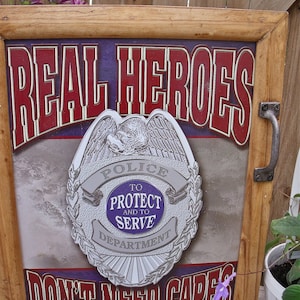 REAL HEROES
POLICE
TO
PROTECT
AND TO
SERVE
DEPARTMENT
DON'T NEED CAPES